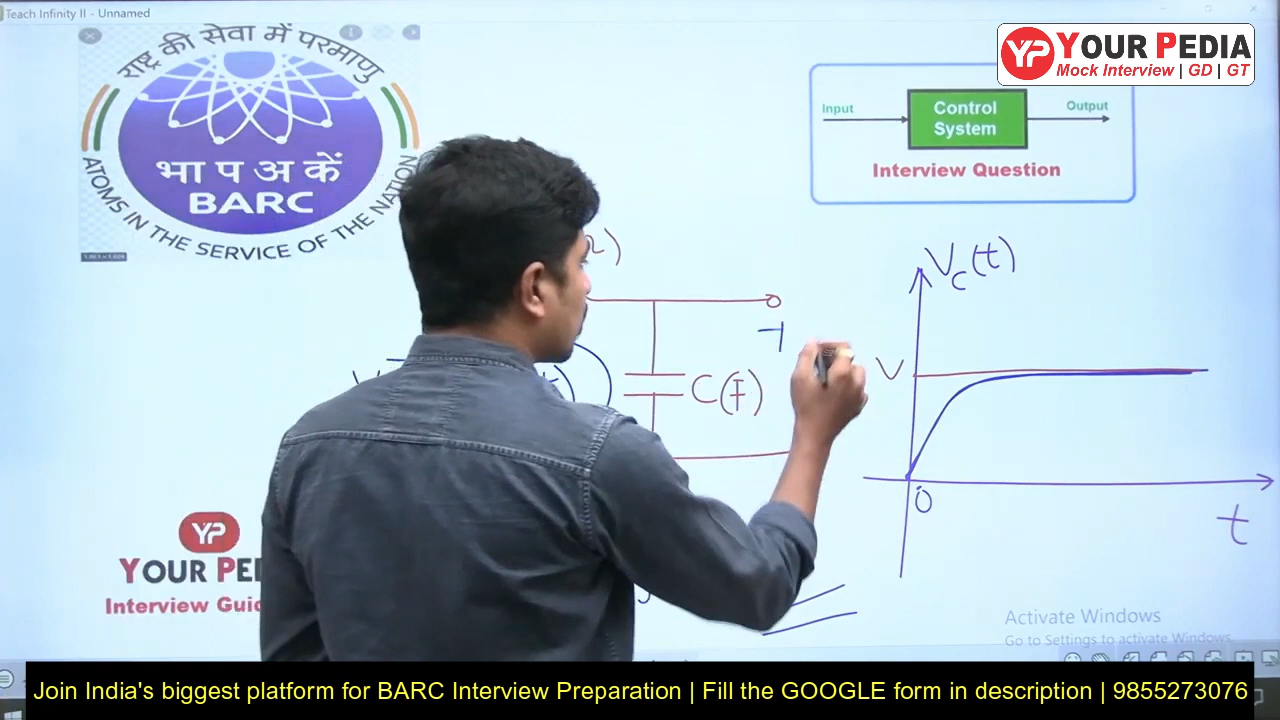 Teach Infinity II - Unnamed
राष्ट्र की सेवा में परमाणु
भा प अ कें
BARC
ATOMS IN THE SERVICE OF THE NATION
YP YOUR PEDIA
Mock Interview | GD | GT
Input
Control
System
Output
Interview Question
Vc(t)
V
C(F)
0
t
YP
YOUR PE
Interview Gui
Activate Windows
Go to Settings to activate Windows.
Join India's biggest platform for BARC Interview Preparation | Fill the GOOGLE form in description | 9855273076